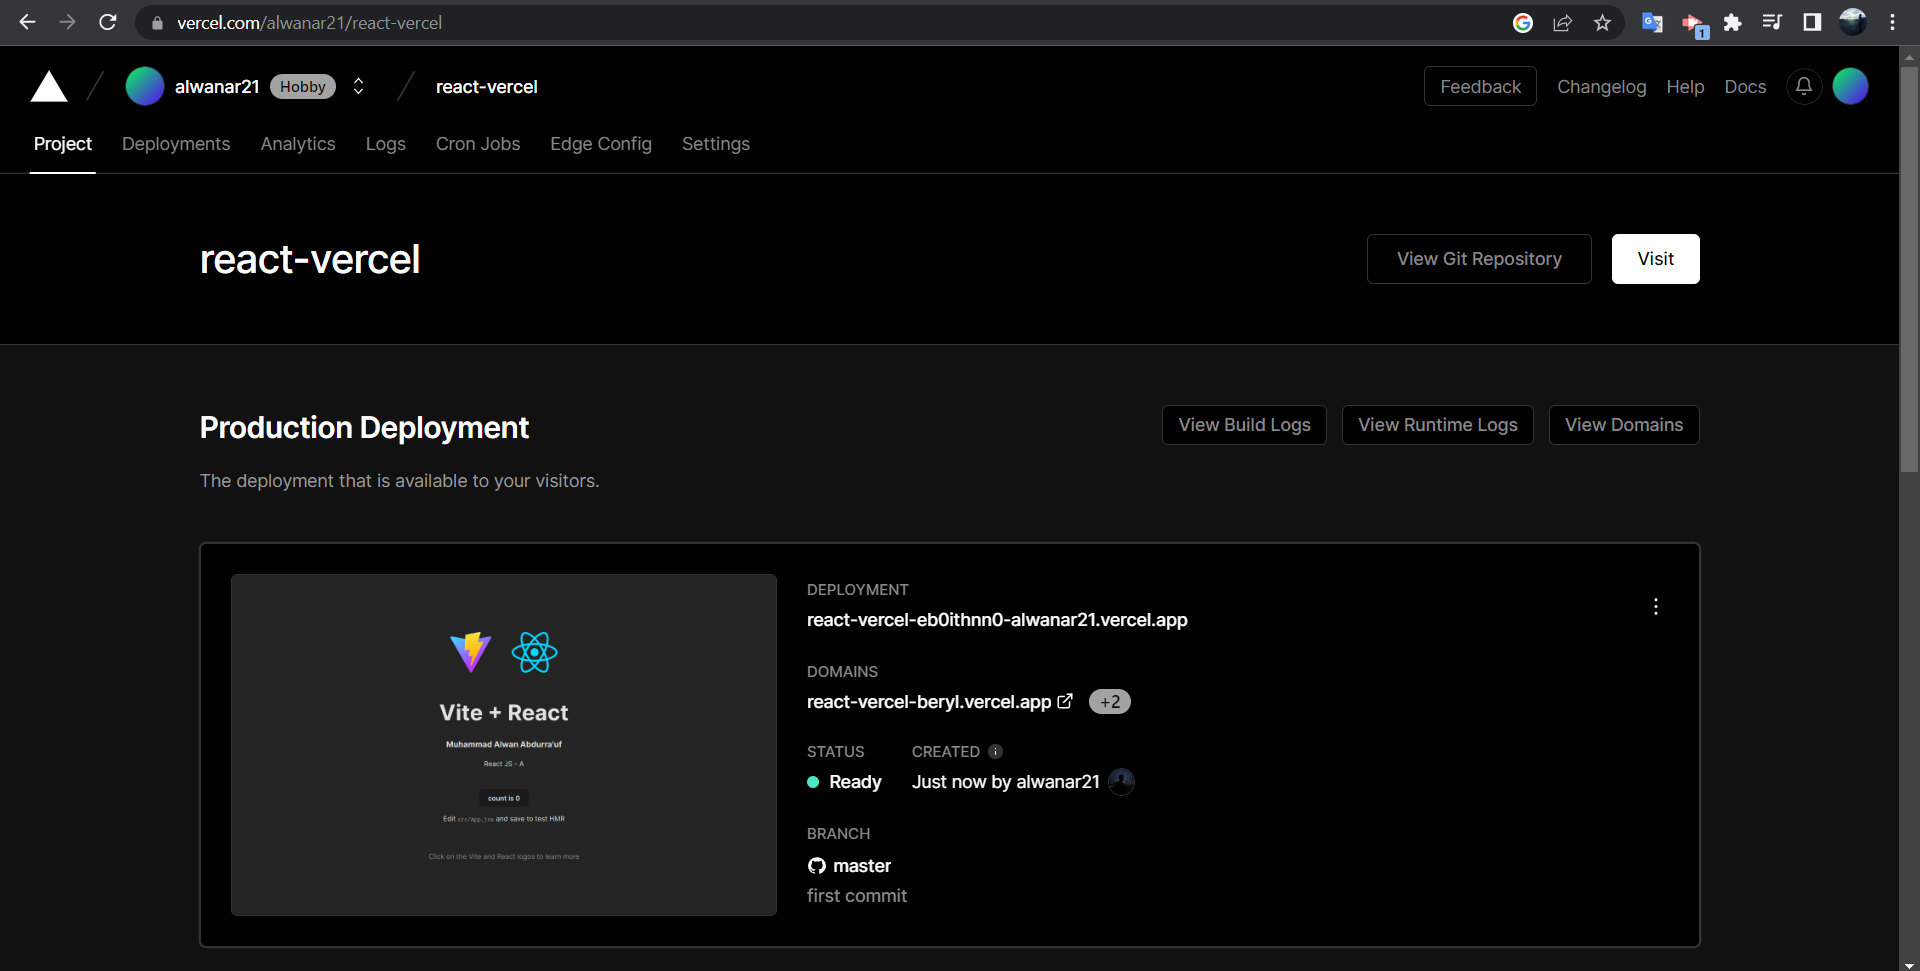 vercel.com/alwanar21/react-vercel
1
alwanar21 Hobby react-vercel
Feedback Changelog Help Docs
Project Deployments Analytics Logs Cron Jobs Edge Config Settings
react-vercel
View Git Repository Visit
Production Deployment
View Build Logs View Runtime Logs View Domains
The deployment that is available to your visitors.
Vite + React
Muhammad Alwan Abdurra'uf
React JS - A
count is 0
Edit src/App.jsx and save to test HMR
Click on the Vite and React logos to learn more
DEPLOYMENT
react-vercel-eb0ithnn0-alwanar21.vercel.app
DOMAINS
react-vercel-beryl.vercel.app +2
STATUS CREATED
Ready Just now by alwanar21
BRANCH
master
first commit